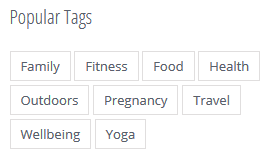 Popular Tags
Family Fitness Food Health
Outdoors Pregnancy Travel
Wellbeing Yoga